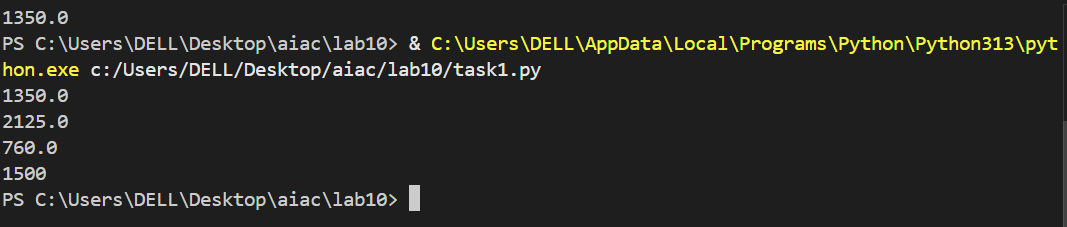 1350.0
PS C:\Users\DELL\Desktop\aiac\lab10> & C:\Users\DELL\AppData\Local\Programs\Python\Python313\pyt
hon.exe c:/Users/DELL/Desktop/aiac/lab10/task1.py
1350.0
2125.0
760.0
1500
PS C:\Users\DELL\Desktop\aiac\lab10>